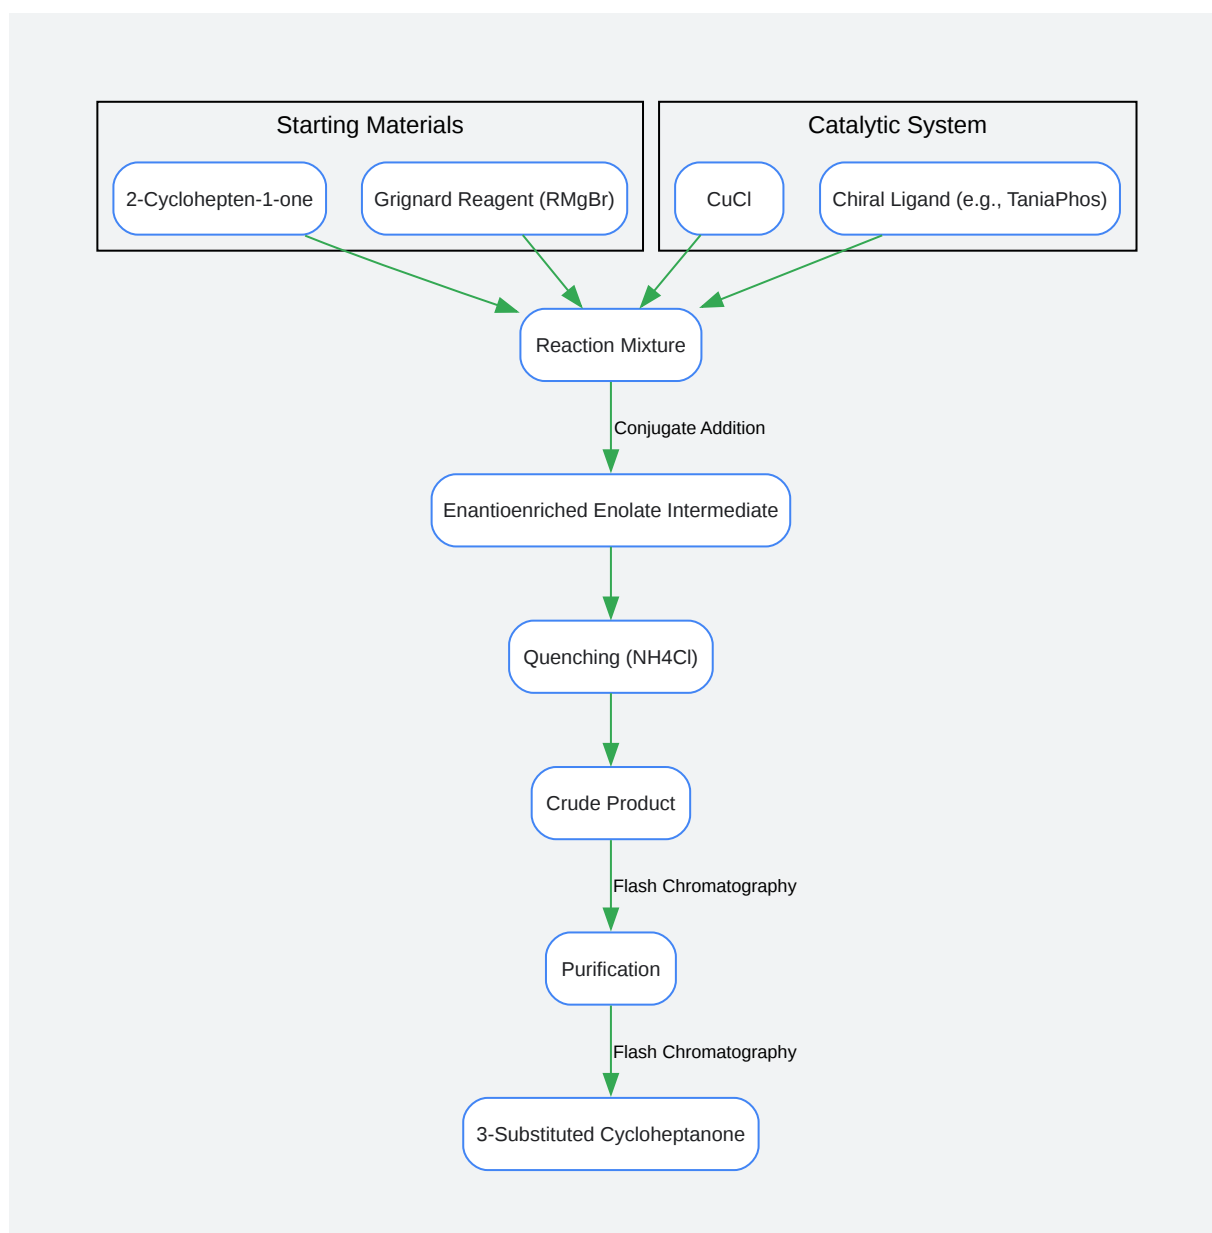 Starting Materials
Catalytic System
2-Cyclohepten-1-one
Grignard Reagent (RMgBr)
CuCl
Chiral Ligand (e.g., TaniaPhos)
Reaction Mixture
Conjugate Addition
Enantioenriched Enolate Intermediate
Quenching (NH4Cl)
Crude Product
Flash Chromatography
Purification
Flash Chromatography
3-Substituted Cycloheptanone